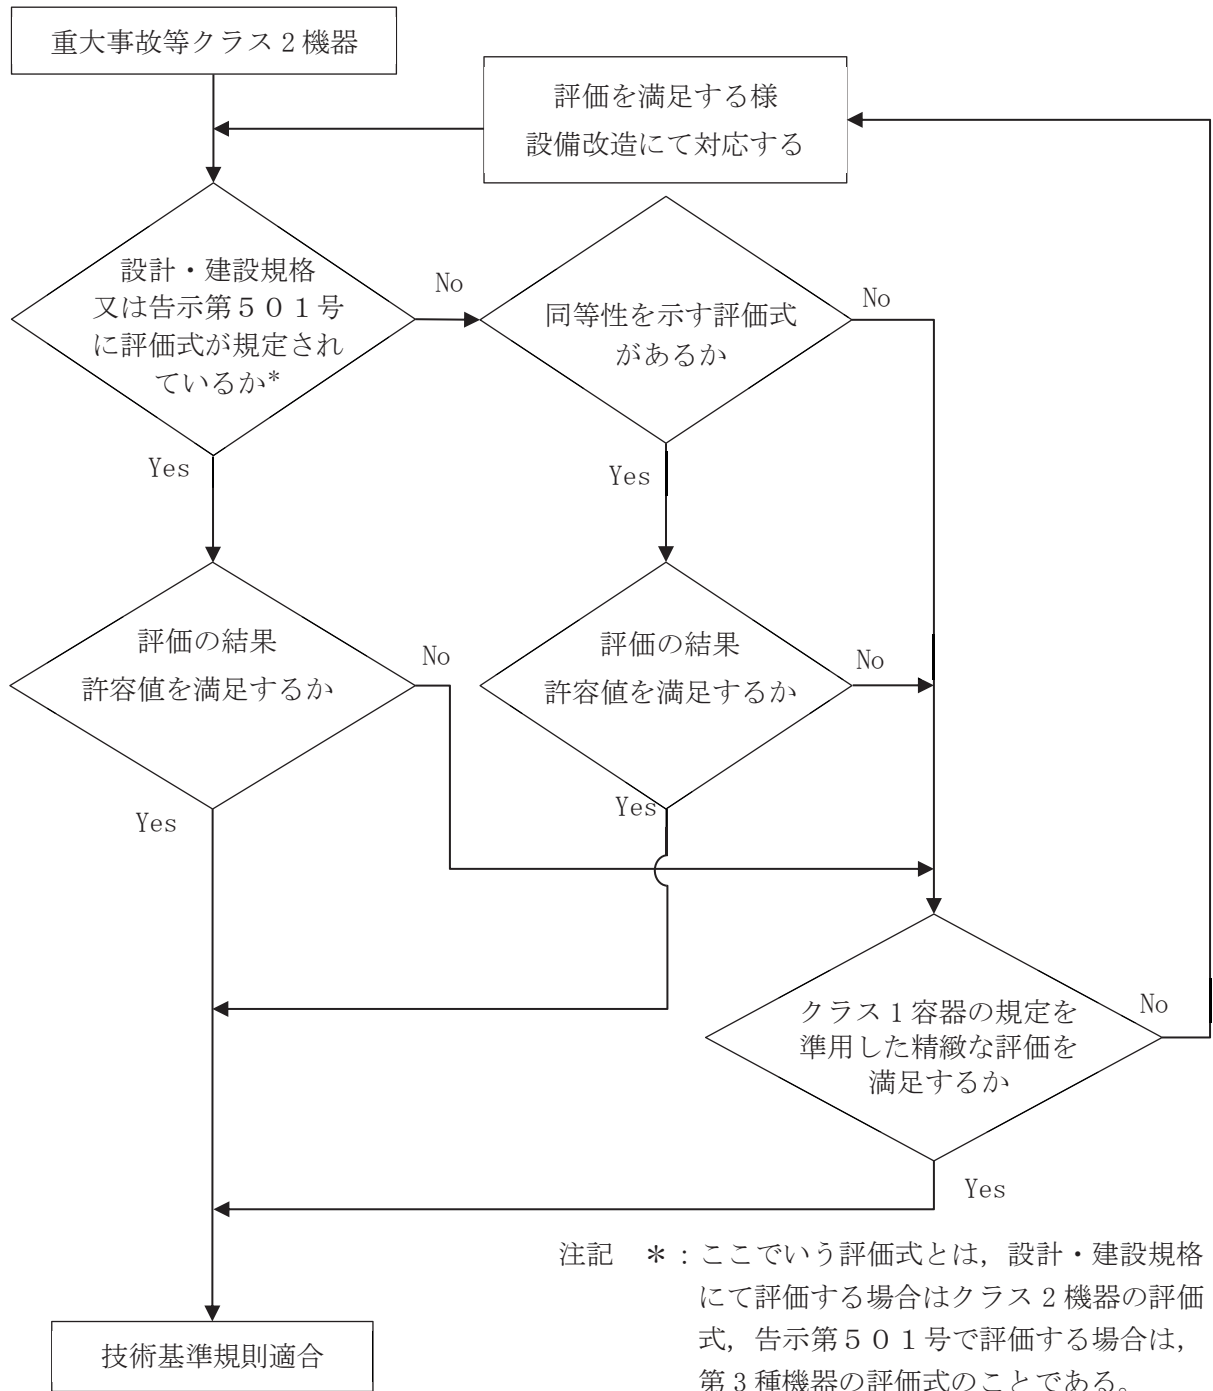 重大事故等クラス2機器
評価を満足する様
設備改造にて対応する
設計・建設規格
又は告示第501号
に評価式が規定され
ているか*
No
同等性を示す評価式
があるか
No
Yes
Yes
評価の結果
許容値を満足するか
No
評価の結果
許容値を満足するか
No
Yes
Yes
クラス1容器の規定を
準用した精緻な評価を
満足するか
No
Yes
注記 *:ここでいう評価式とは,設計・建設規格
にて評価する場合はクラス2機器の評価
式,告示第501号で評価する場合は,
第3種機器の評価式のことである。
技術基準規則適合